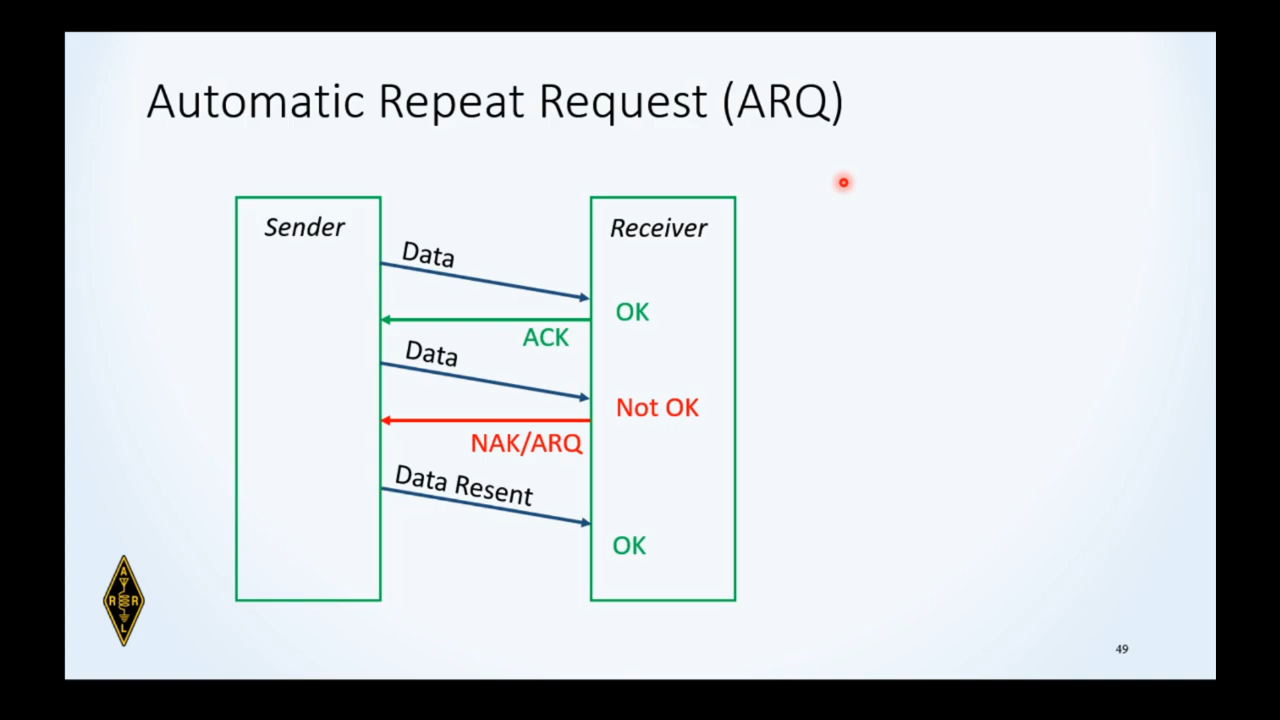 Automatic Repeat Request (ARQ)
Sender
Receiver
Data
OK
ACK
Data
Not OK
NAK/ARQ
Data Resent
OK
A
R R
L
49